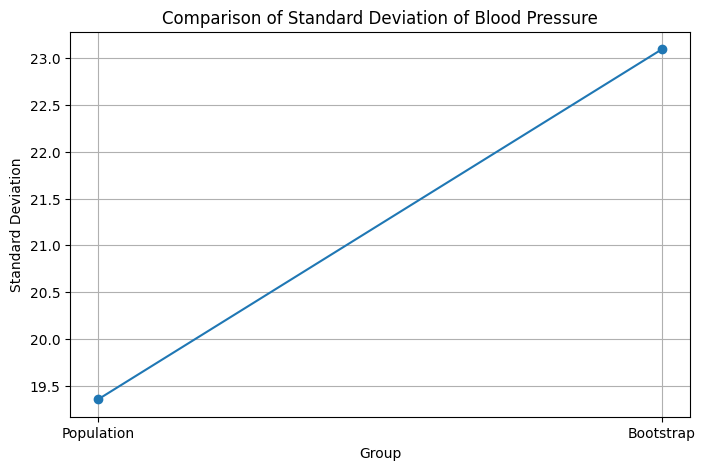 Comparison of Standard Deviation of Blood Pressure
23.0
22.5
22.0
21.5
21.0
20.5
20.0
19.5
Standard Deviation
Population
Bootstrap
Group